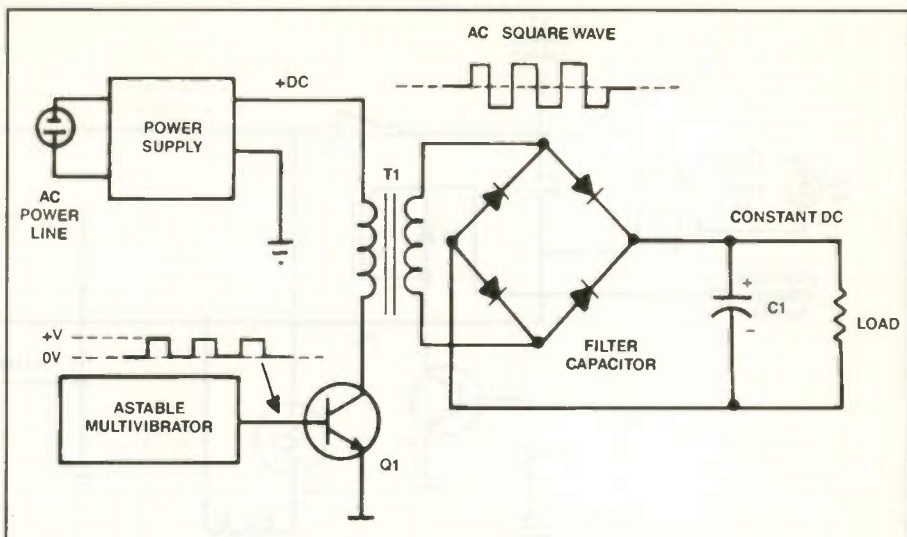 AC SQUARE WAVE
+DC
POWER
SUPPLY
AC
POWER
LINE
T1
CONSTANT DC
+
C1
-
LOAD
FILTER
CAPACITOR
+V
0V
ASTABLE
MULTIVIBRATOR
Q1